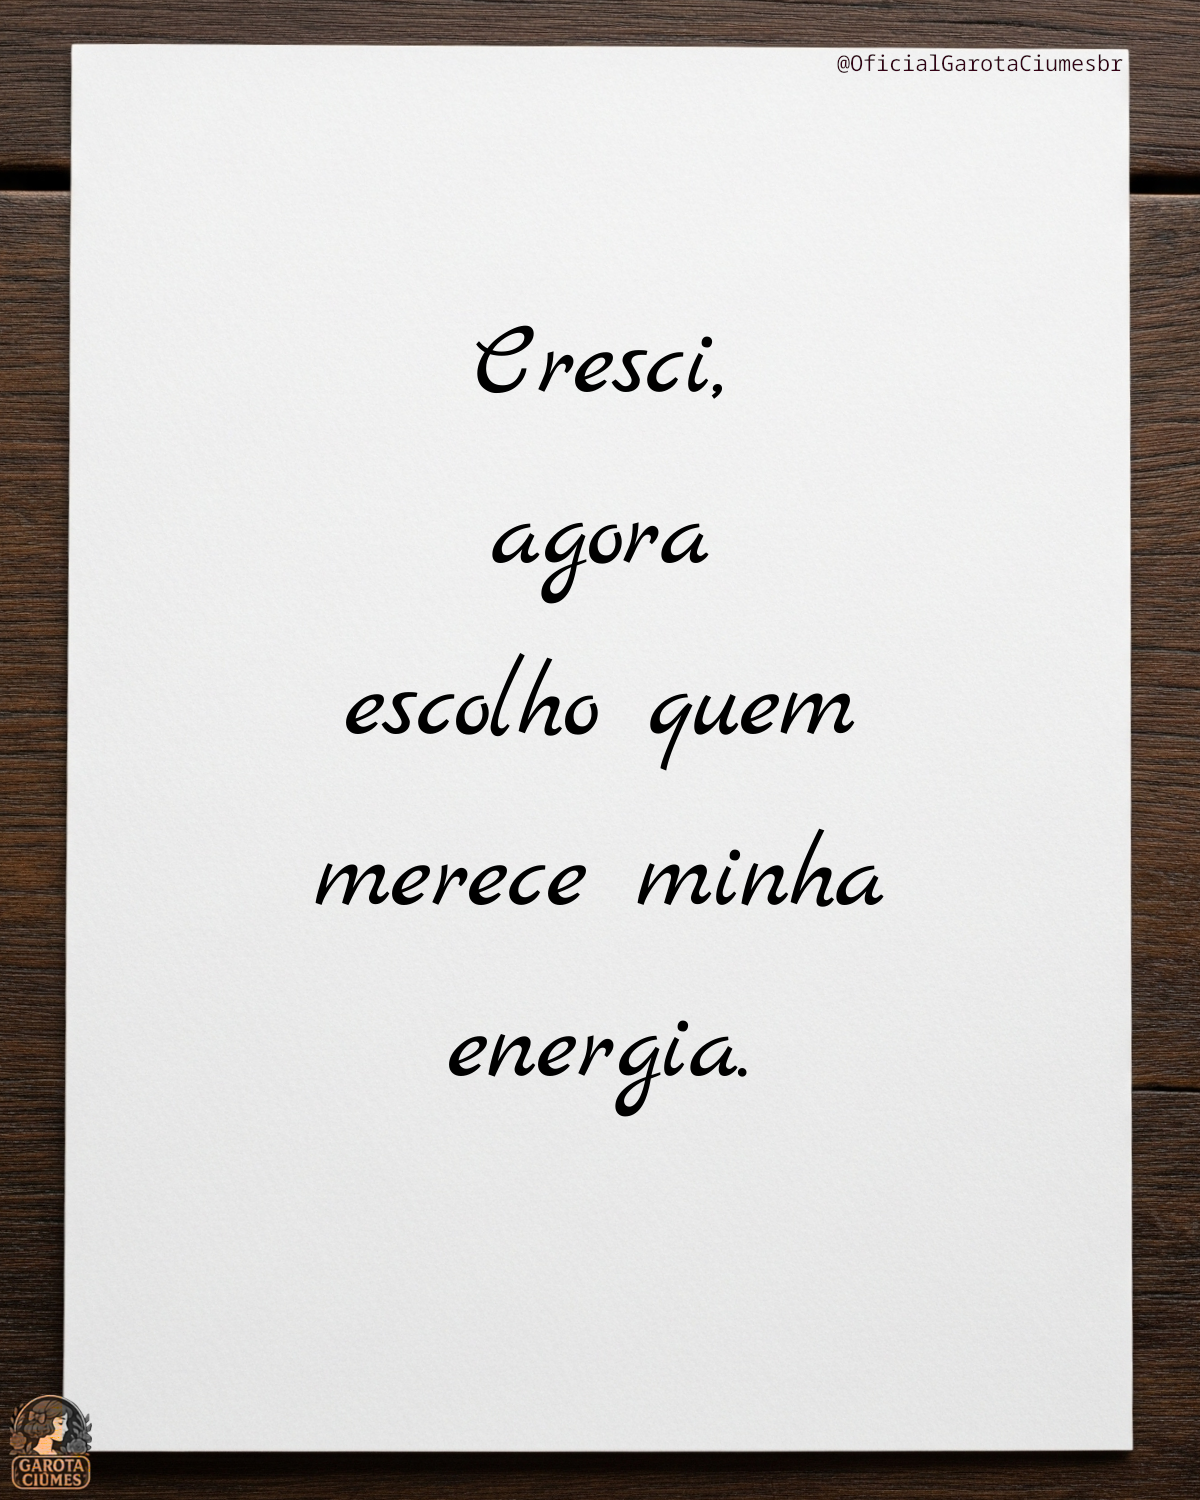 @OficialGarotaCiumesbr
Cresci,
agora
escolho quem
merece minha
energia.
GAROTA
CIÚMES